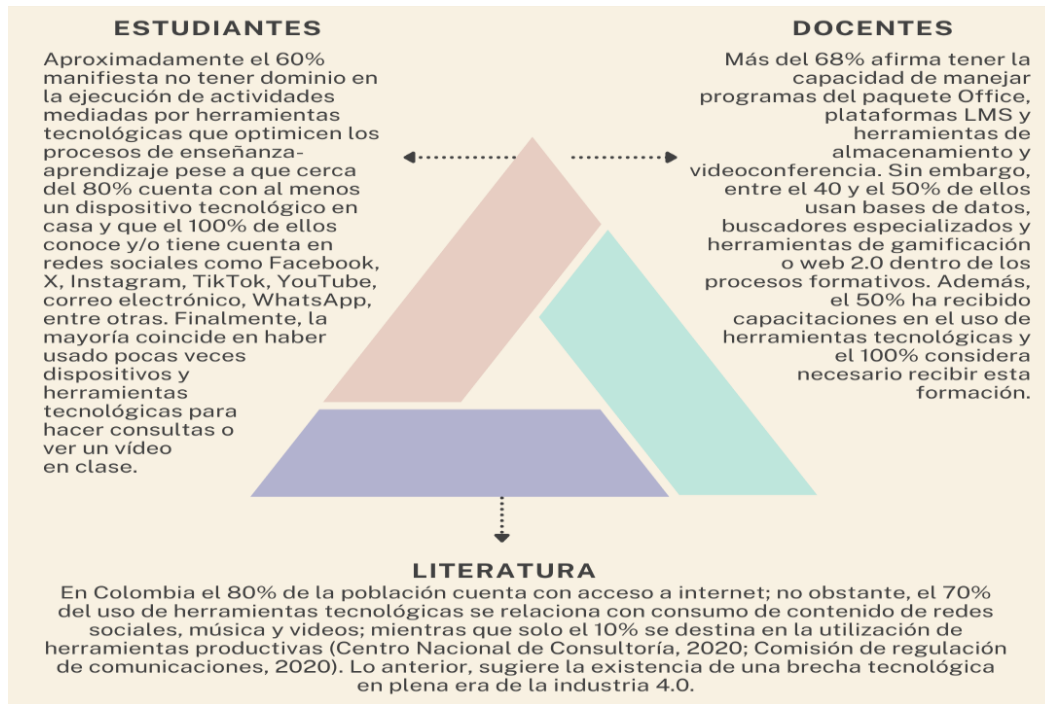 ESTUDIANTES
Aproximadamente el 60%
manifiesta no tener dominio en
la ejecución de actividades
mediadas por herramientas
tecnológicas que optimicen los
procesos de enseñanza-
aprendizaje pese a que cerca
del 80% cuenta con al menos
un dispositivo tecnológico en
casa y que el 100% de ellos
conoce y/o tiene cuenta en
redes sociales como Facebook,
X, Instagram, TikTok, YouTube,
correo electrónico, WhatsApp,
entre otras. Finalmente, la
mayoría coincide en haber
usado pocas veces
dispositivos y
herramientas
tecnológicas para
hacer consultas o
ver un vídeo
en clase.
DOCENTES
Más del 68% afirma tener la
capacidad de manejar
programas del paquete Office,
plataformas LMS y
herramientas de
almacenamiento y
videoconferencia. Sin embargo,
entre el 40 y el 50% de ellos
usan bases de datos,
buscadores especializados y
herramientas de gamificación
o web 2.0 dentro de los
procesos formativos. Además,
el 50% ha recibido
capacitaciones en el uso de
herramientas tecnológicas y
el 100% considera
necesario recibir esta
formación.
LITERATURA
En Colombia el 80% de la población cuenta con acceso a internet; no obstante, el 70%
del uso de herramientas tecnológicas se relaciona con consumo de contenido de redes
sociales, música y videos; mientras que solo el 10% se destina en la utilización de
herramientas productivas (Centro Nacional de Consultoría, 2020; Comisión de regulación
de comunicaciones, 2020). Lo anterior, sugiere la existencia de una brecha tecnológica
en plena era de la industria 4.0.